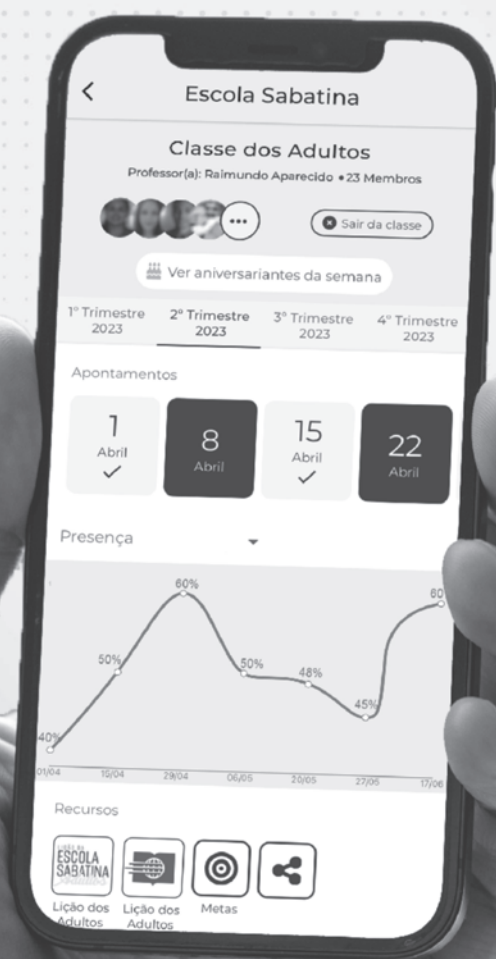 Escola Sabatina
Classe dos Adultos
Professor(a): Raimundo Aparecido • 23 Membros
Sair da classe
Ver aniversariantes da semana
1º Trimestre 2023
2º Trimestre 2023
3º Trimestre 2023
4º Trimestre 2023
Apontamentos
1 Abril
8 Abril
15 Abril
22 Abril
Presença
60%
60
50%
50%
48%
45%
40%
01/04 15/04 29/04 06/05 20/05 27/05 17/06
Recursos
LIÇÃO DA
ESCOLA
SABATINA
Lição dos Adultos
Lição dos Adultos
Metas